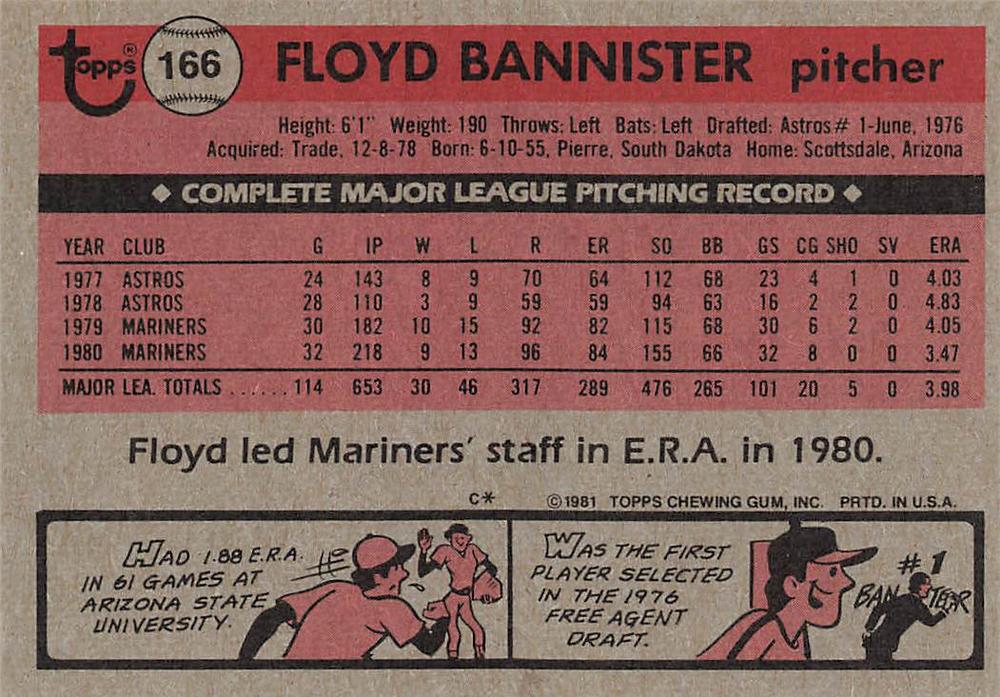 topps® 166 FLOYD BANNISTER pitcher
Height: 6'1" Weight: 190 Throws: Left Bats: Left Drafted: Astros# 1-June, 1976
Acquired: Trade, 12-8-78 Born: 6-10-55, Pierre, South Dakota Home: Scottsdale, Arizona
◆ COMPLETE MAJOR LEAGUE PITCHING RECORD ◆
YEAR CLUB G IP W L R ER SO BB GS CG SHO SV ERA
1977 ASTROS 24 143 8 9 70 64 112 68 23 4 1 0 4.03
1978 ASTROS 28 110 3 9 59 59 94 63 16 2 2 0 4.83
1979 MARINERS 30 182 10 15 92 82 115 68 30 6 2 0 4.05
1980 MARINERS 32 218 9 13 96 84 155 66 32 8 0 0 3.47
MAJOR LEA. TOTALS ...... 114 653 30 46 317 289 476 265 101 20 5 0 3.98
Floyd led Mariners' staff in E.R.A. in 1980.
C* ©1981 TOPPS CHEWING GUM, INC. PRTD. IN U.S.A.
HAD 1.88 E.R.A.
IN 61 GAMES AT
ARIZONA STATE
UNIVERSITY.
WAS THE FIRST
PLAYER SELECTED
IN THE 1976
FREE AGENT
DRAFT.
#1